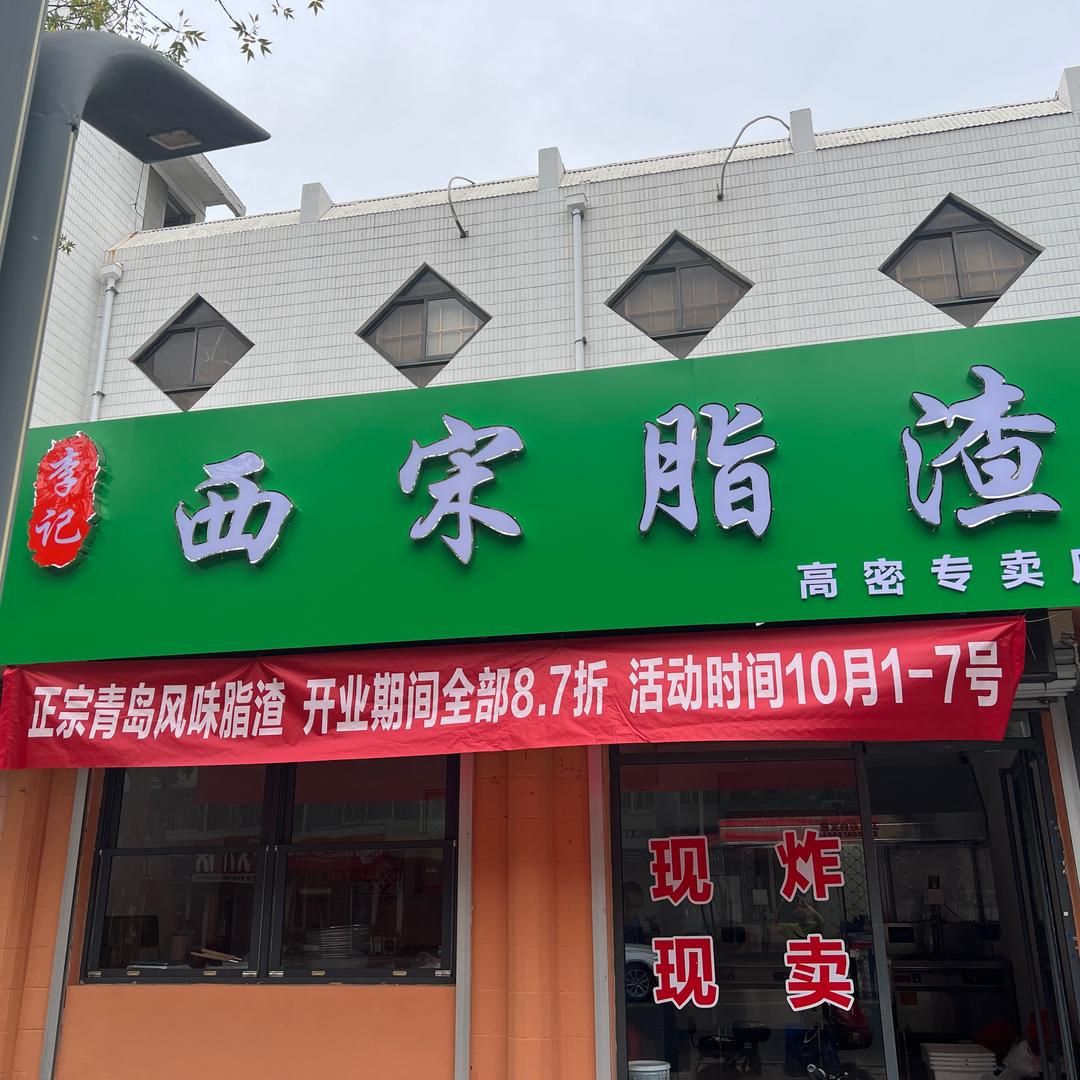 李记
西宋脂渣
高密专卖
正宗青岛风味脂渣 开业期间全部8.7折 活动时间10月1-7号
现炸
现卖